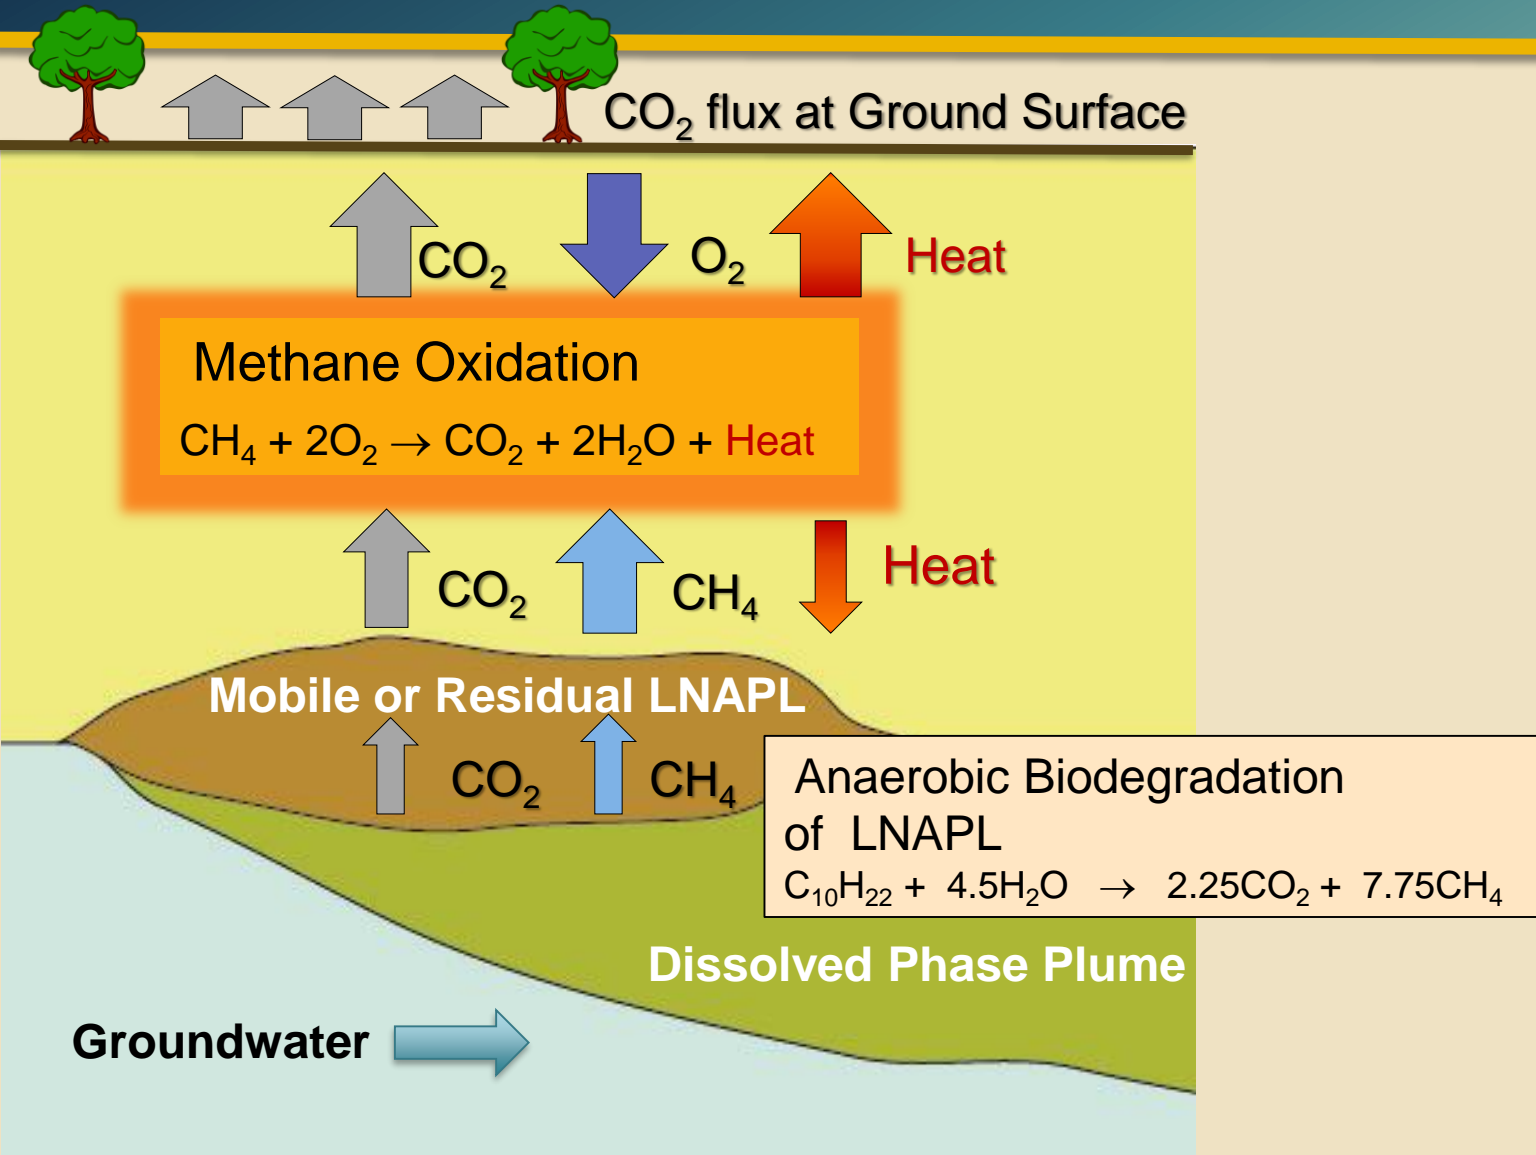 CO₂ flux at Ground Surface
CO₂
O₂
Heat
Methane Oxidation
CH₄ + 2O₂ → CO₂ + 2H₂O + Heat
CO₂
CH₄
Heat
Mobile or Residual LNAPL
CO₂
CH₄
Anaerobic Biodegradation
of LNAPL
C₁₀H₂₂ + 4.5H₂O → 2.25CO₂ + 7.75CH₄
Dissolved Phase Plume
Groundwater